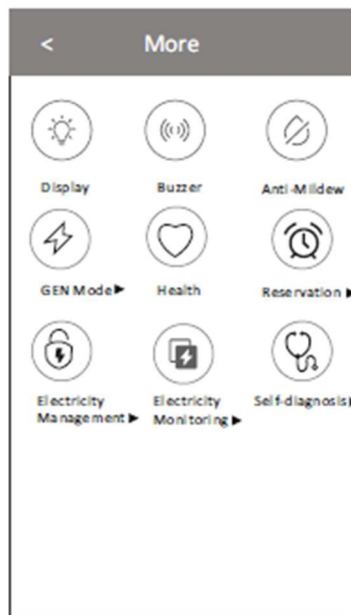 < More
Display Buzzer Anti-Mildew
GEN Mode► Health Reservation ►
Electricity Electricity Self-diagnosis►
Management► Monitoring►